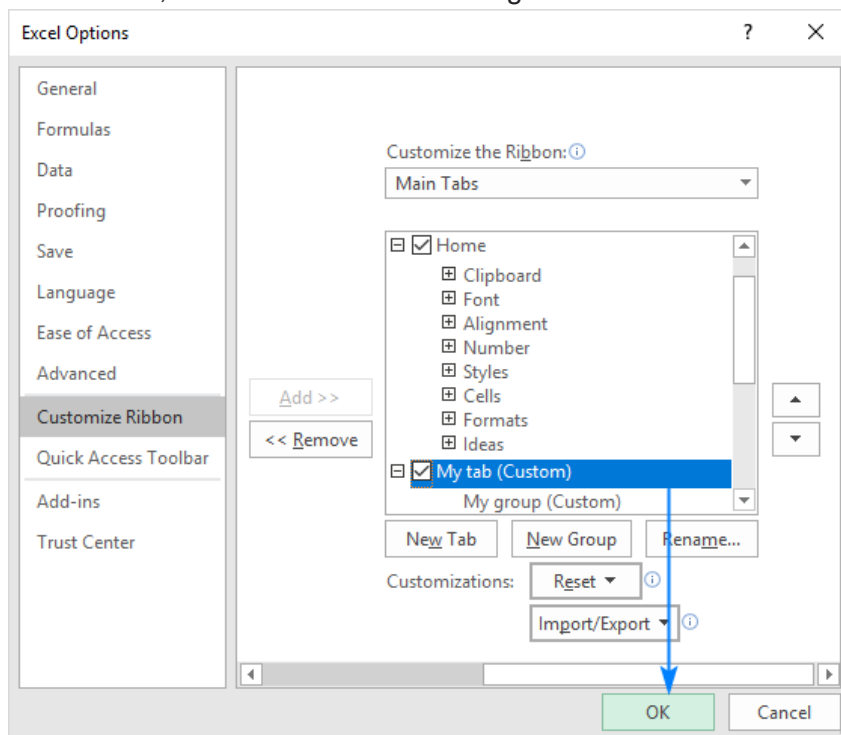 Excel Options ? X
General
Formulas
Data
Proofing
Save
Language
Ease of Access
Advanced
Customize Ribbon
Quick Access Toolbar
Add-ins
Trust Center
Customize the Ribbon:
Main Tabs
Home
Clipboard
Font
Alignment
Number
Styles
Cells
Formats
Ideas
My tab (Custom)
My group (Custom)
Add >>
<< Remove
New Tab New Group Rename...
Customizations: Reset
Import/Export
OK Cancel